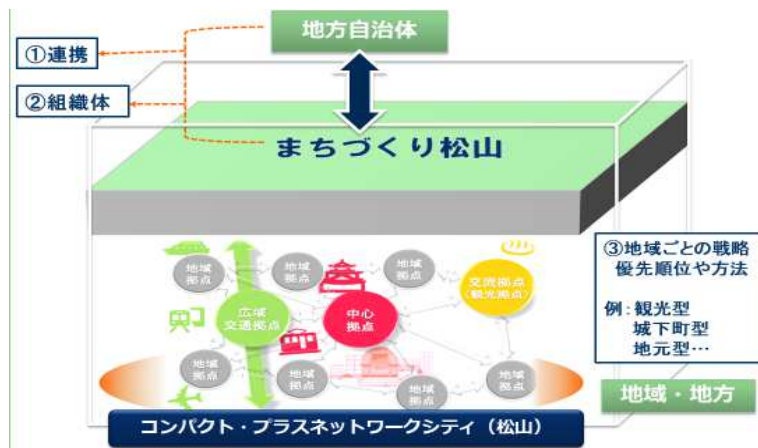 地方自治体
①連携
②組織体
まちづくり松山
地域
拠点
地域
拠点
地域
拠点
交流拠点
(観光拠点)
広域
交通拠点
中心
拠点
地域
拠点
地域
拠点
地域
拠点
地域
拠点
③地域ごとの戦略
優先順位や方法
例：観光型
城下町型
地元型…
地域・地方
コンパクト・プラスネットワークシティ（松山）